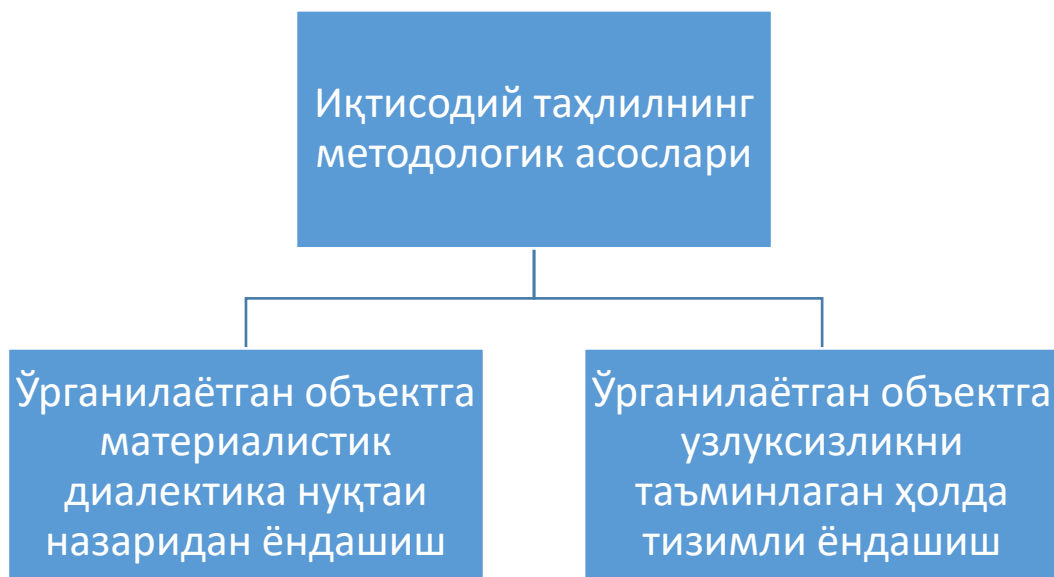 Иқтисодий таҳлилнинг
методологик асослари
Ўрганилаётган объектга
материалистик
диалектика нуқтаи
назаридан ёндашиш
Ўрганилаётган объектга
узлуксизликни
таъминлаган ҳолда
тизимли ёндашиш